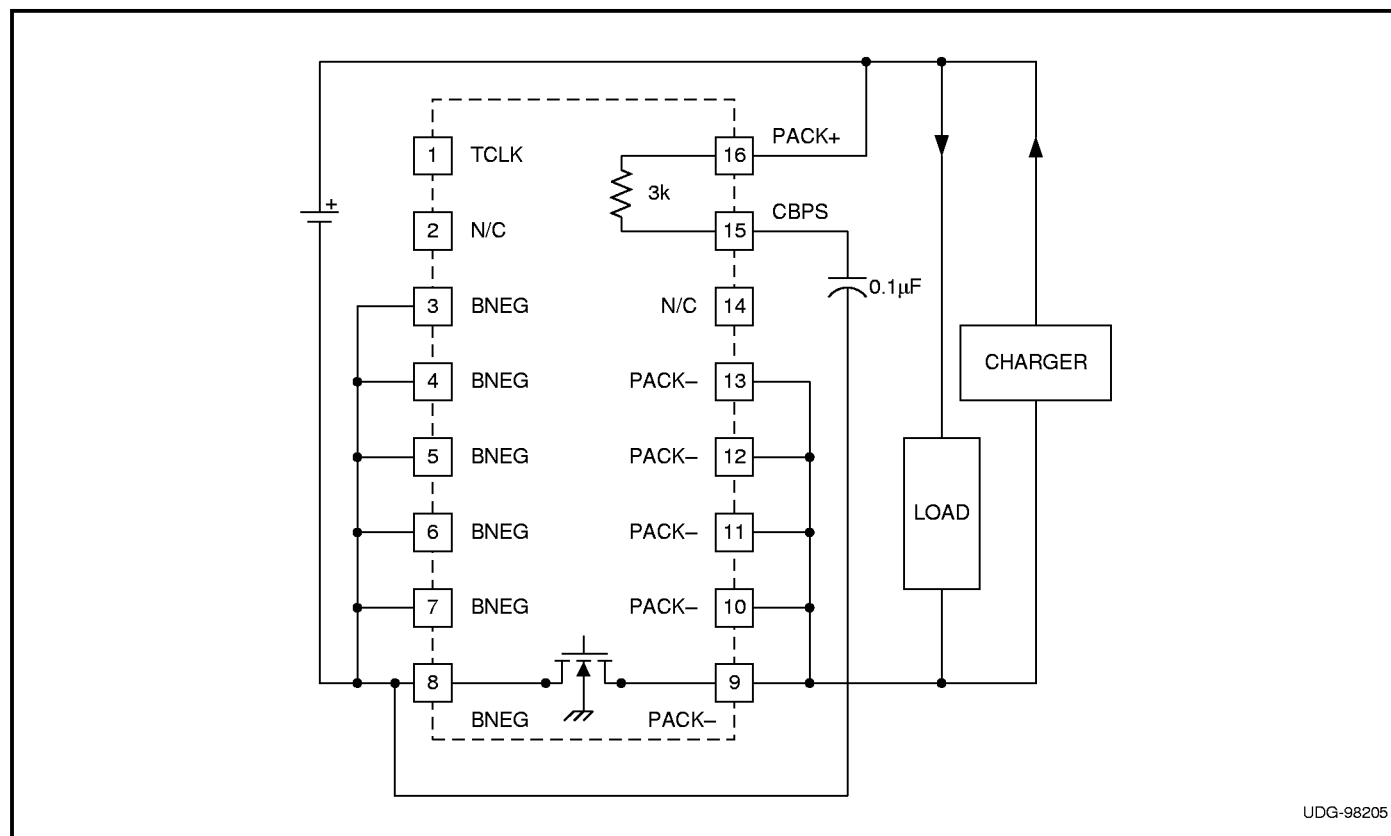 +
PACK+
1 TCLK 16
3k
CBPS
2 N/C 15
0.1µF
3 BNEG N/C 14
4 BNEG PACK– 13
CHARGER
5 BNEG PACK– 12
LOAD
6 BNEG PACK– 11
7 BNEG PACK– 10
8 9
BNEG PACK–
UDG-98205